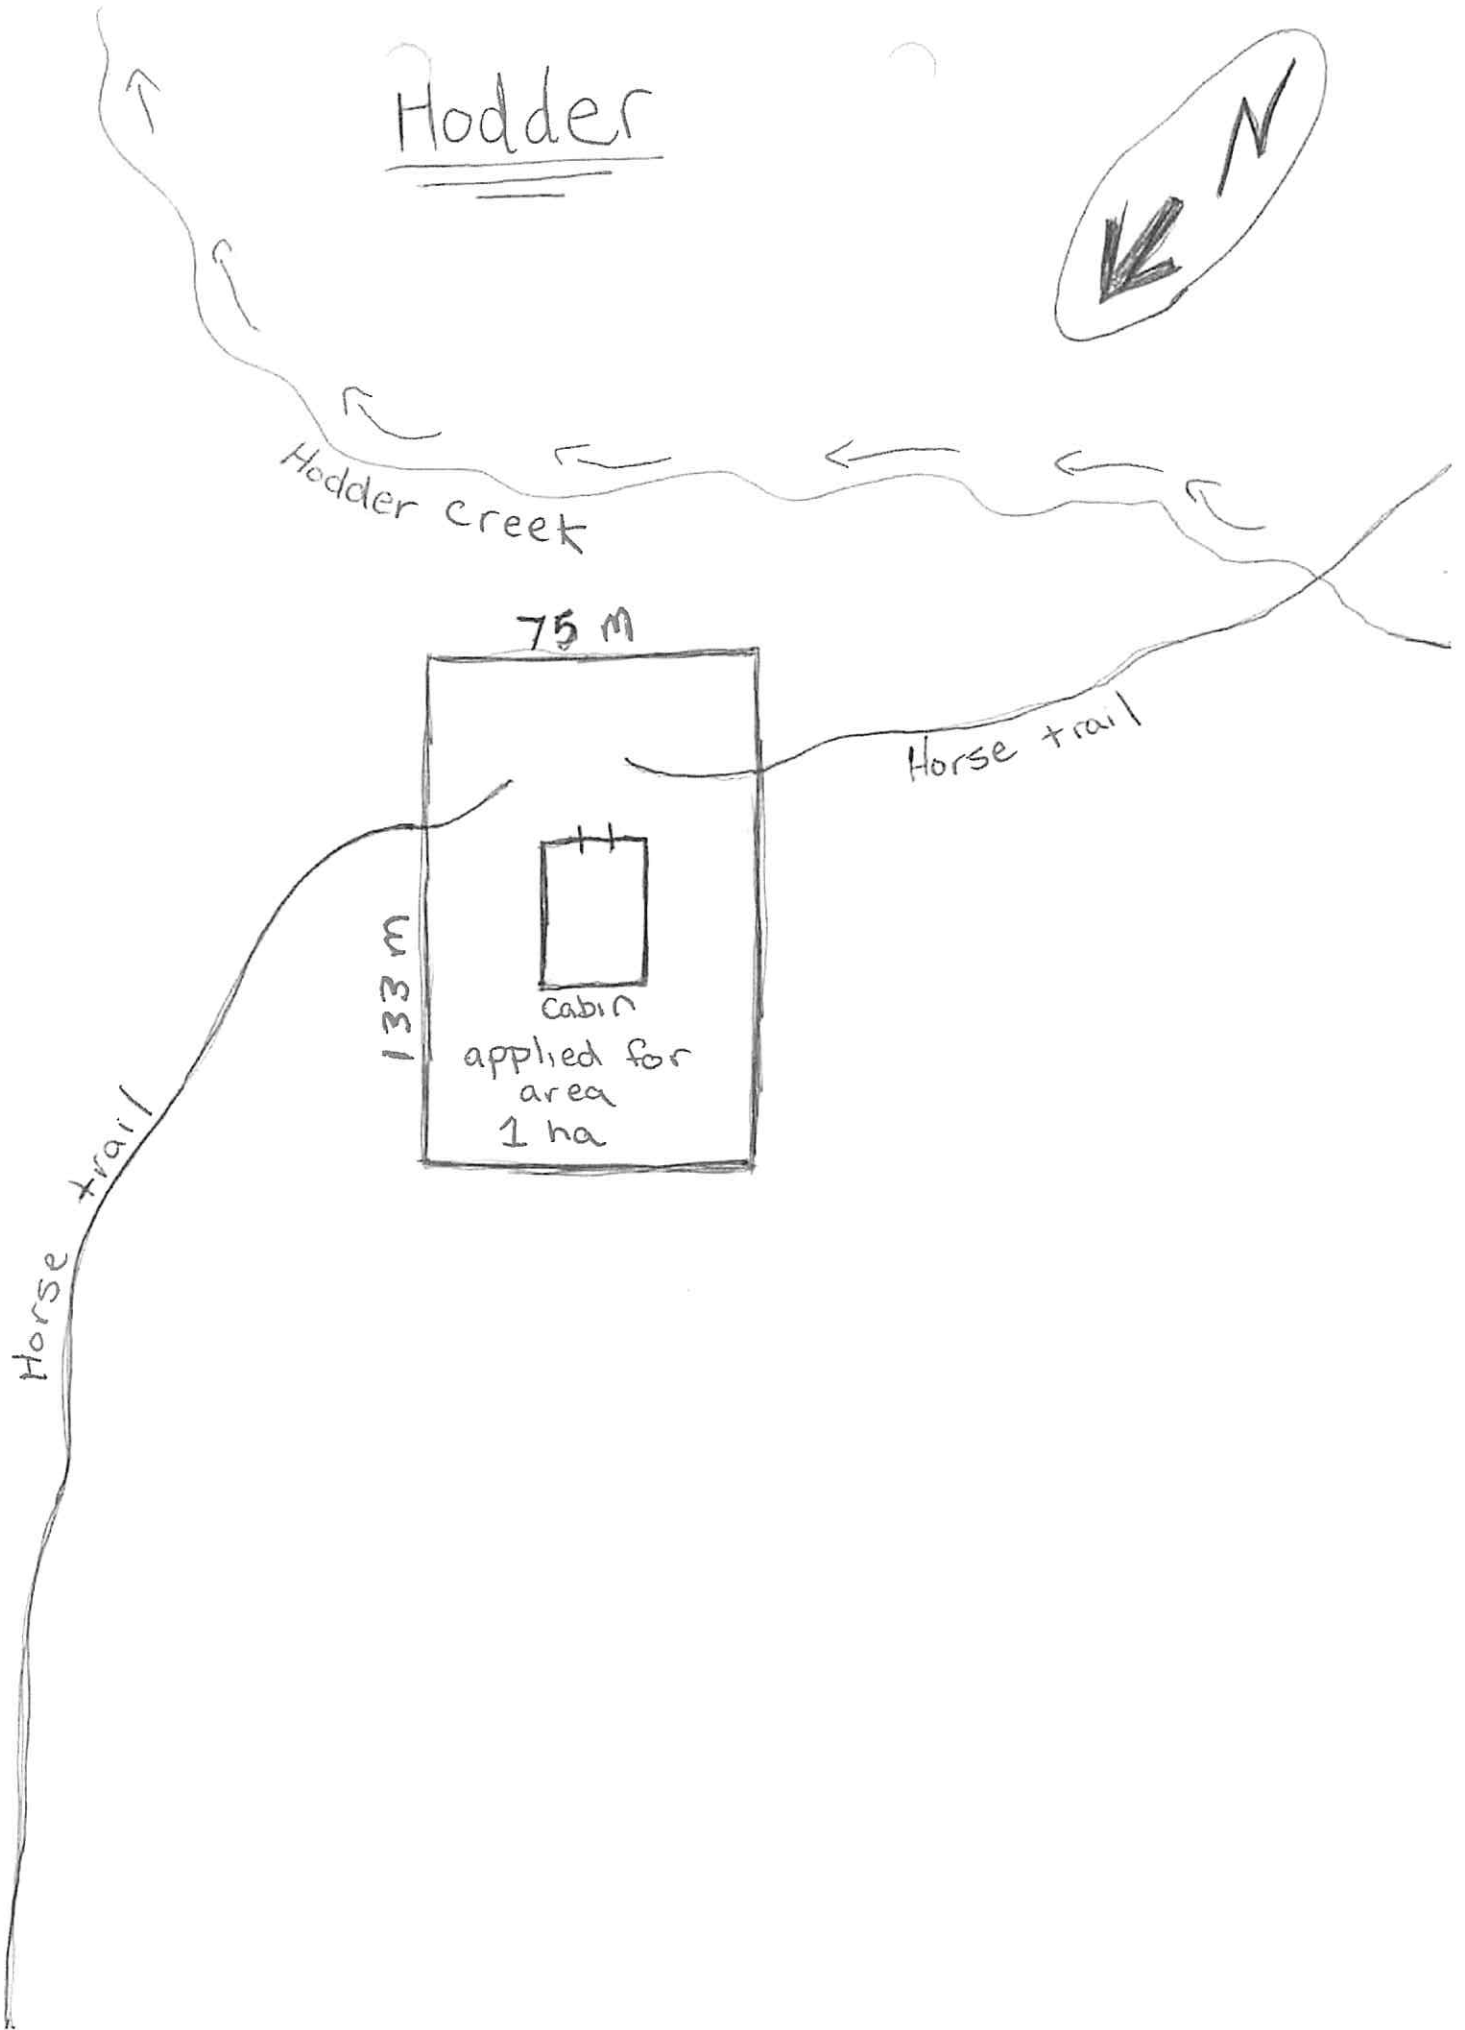 Hodder
N
Hodder Creek
75 m
Horse trail
133 m
cabin
applied for
area
1 ha
Horse trail